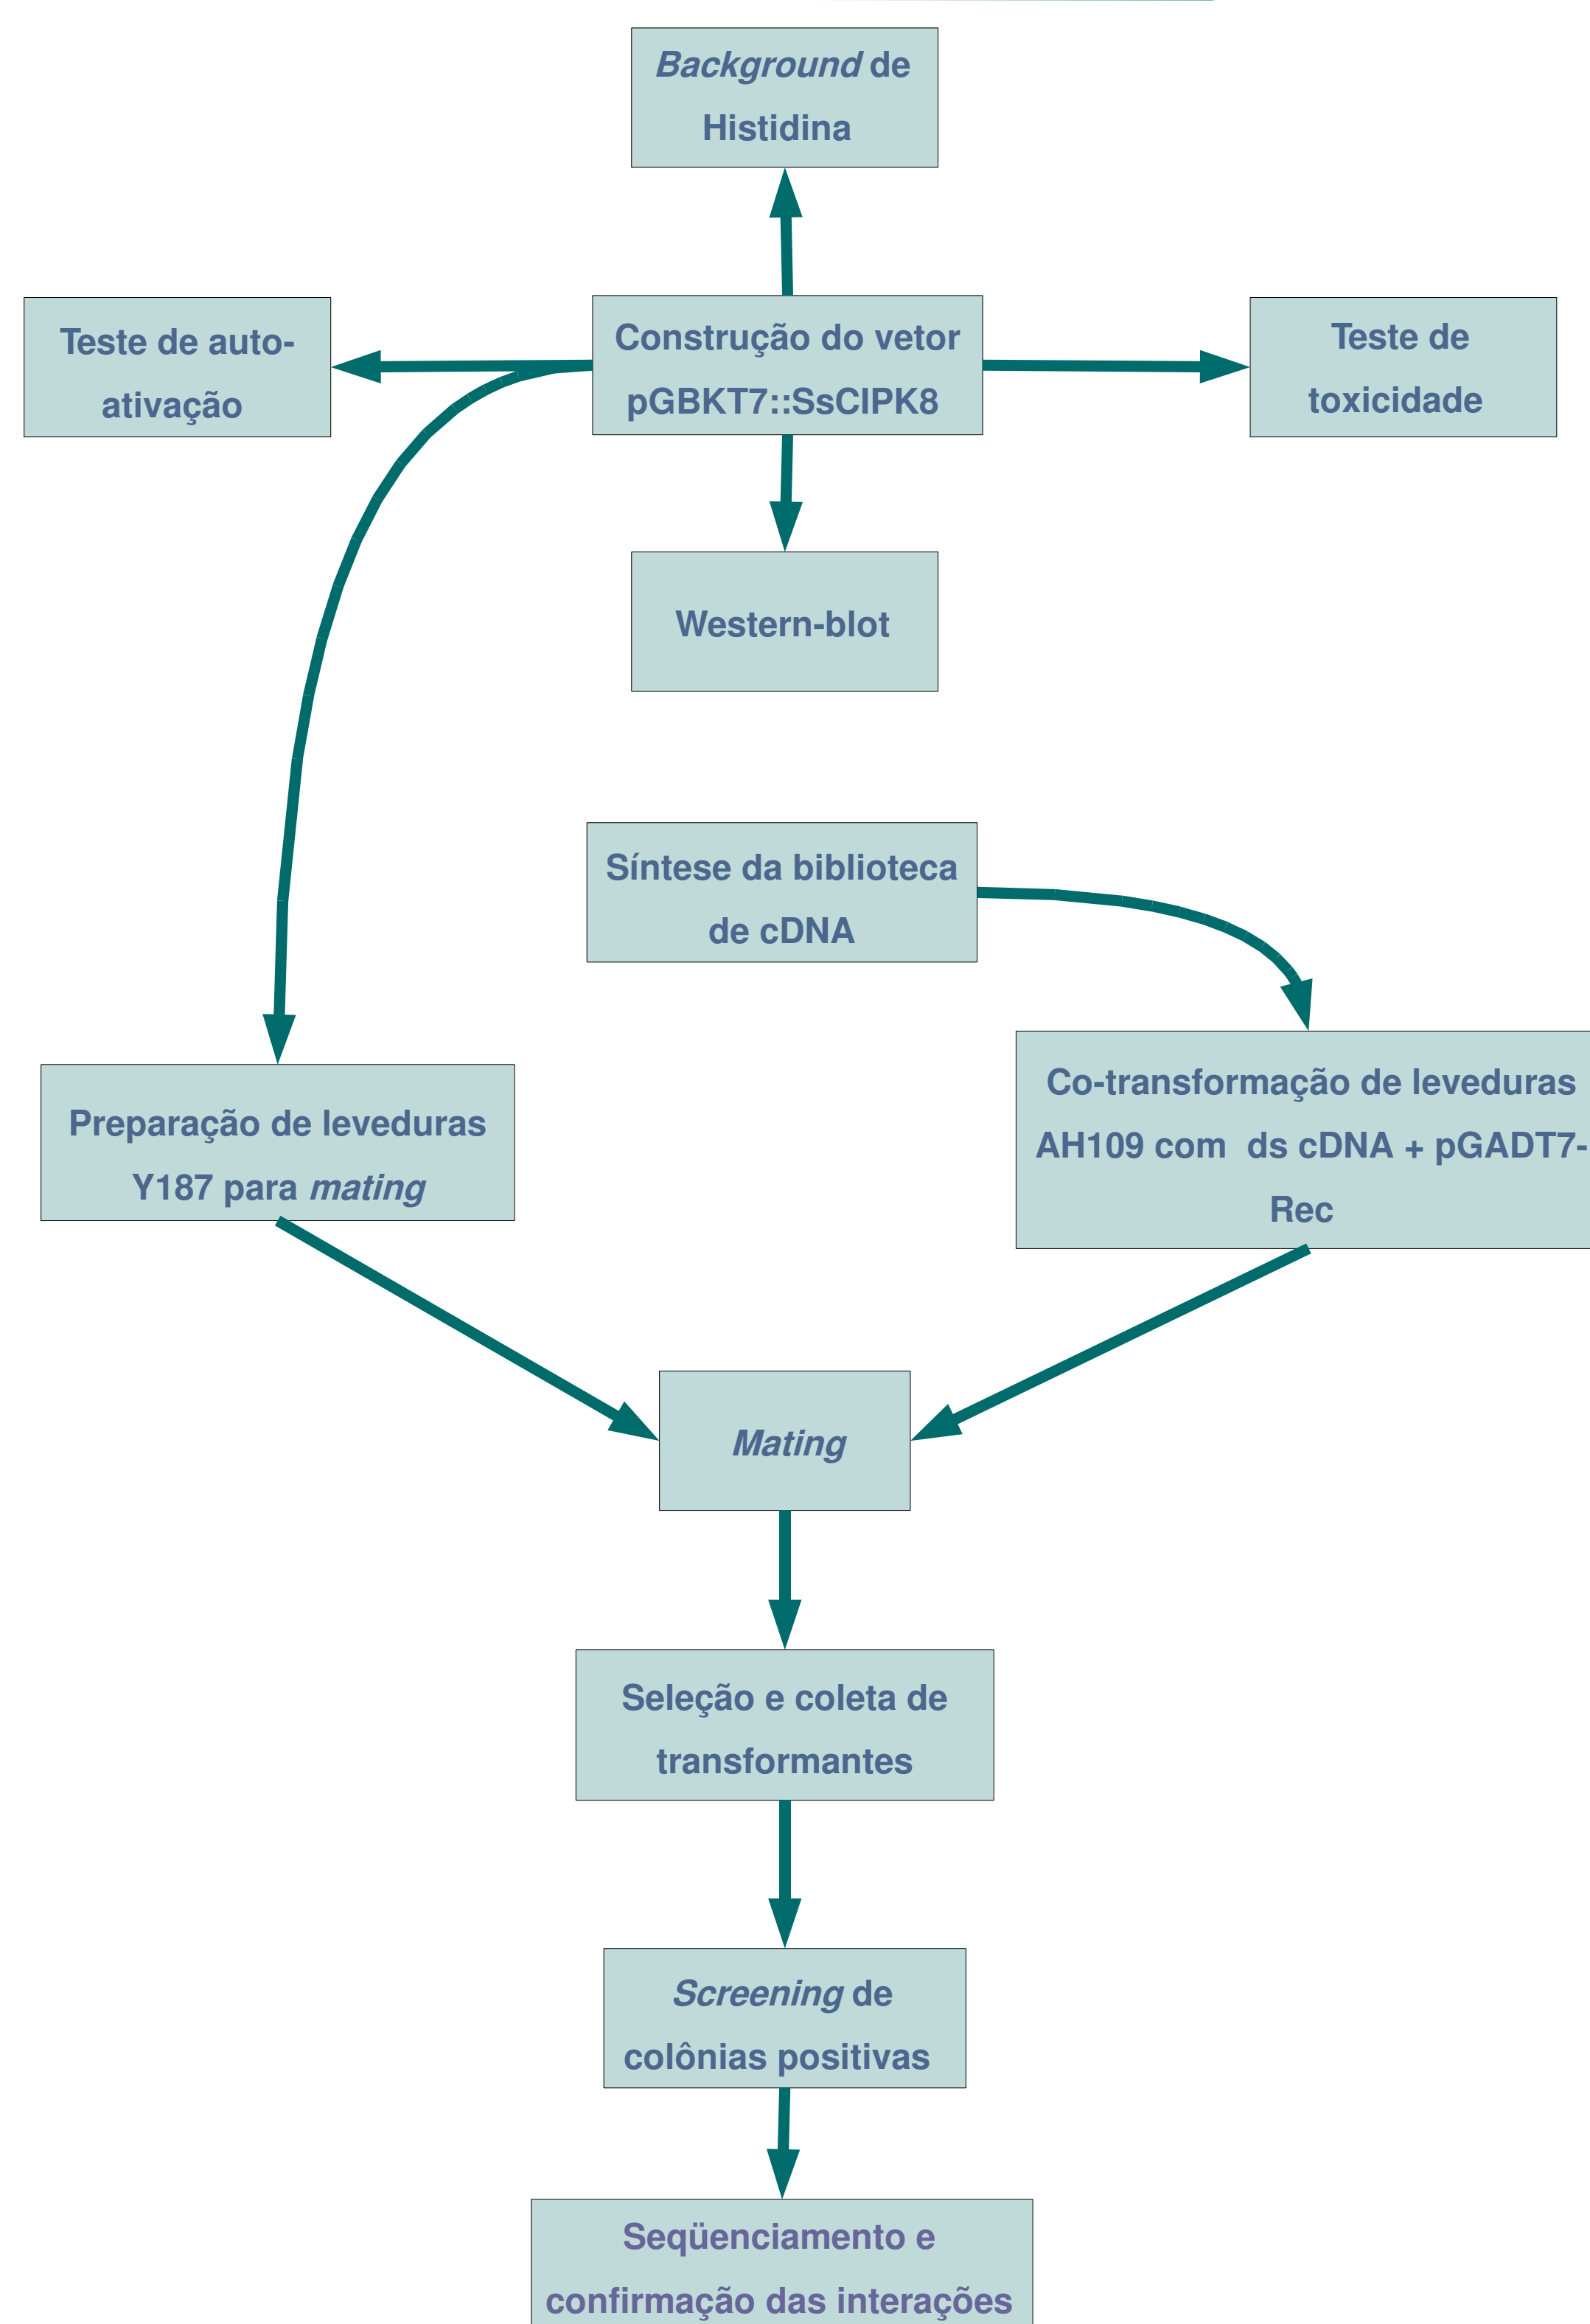 Background de
Histidina
Teste de auto-
ativação
Construção do vetor
pGBKT7::SsCIPK8
Teste de
toxicidade
Western-blot
Síntese da biblioteca
de cDNA
Preparação de leveduras
Y187 para mating
Co-transformação de leveduras
AH109 com ds cDNA + pGADT7-
Rec
Mating
Seleção e coleta de
transformantes
Screening de
colônias positivas
Seqüenciamento e
confirmação das interações